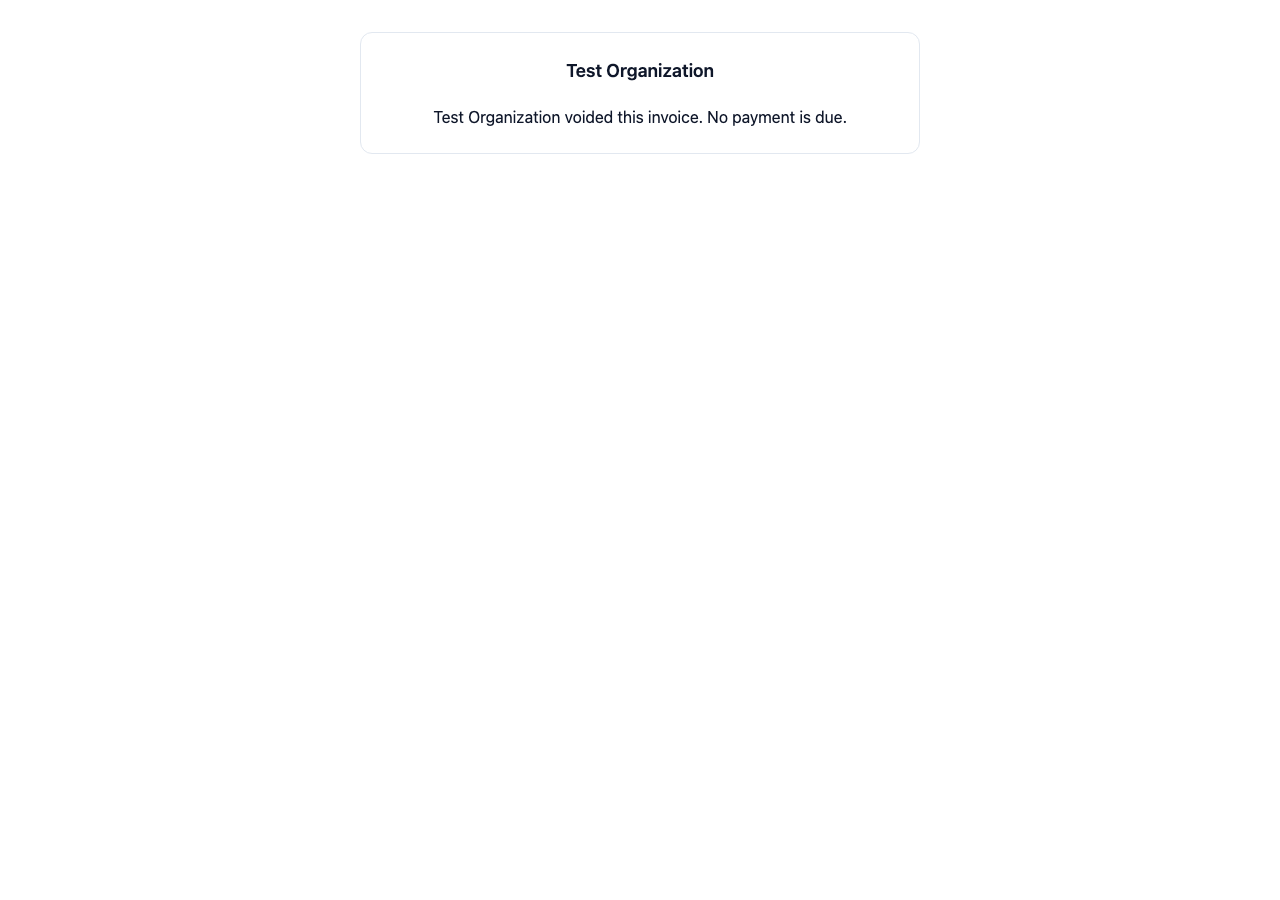 Test Organization
Test Organization voided this invoice. No payment is due.